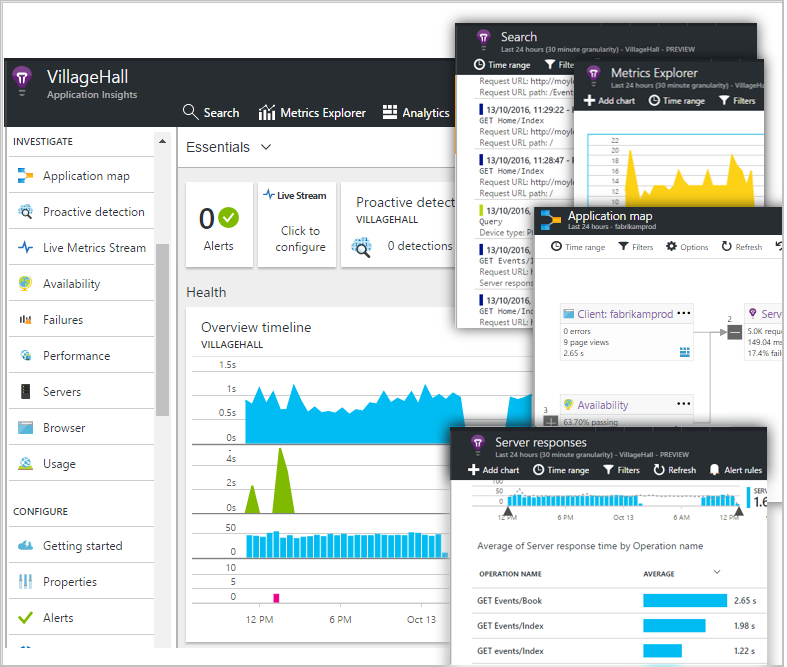 VillageHall
Application Insights
Search
Metrics Explorer
Analytics
INVESTIGATE
Application map
Proactive detection
Live Metrics Stream
Availability
Failures
Performance
Servers
Browser
Usage
CONFIGURE
Getting started
Properties
Alerts
Essentials
0
Alerts
Live Stream
Click to
configure
Proactive detect
VILLAGEHALL
0 detections
Health
Overview timeline
VILLAGEHALL
1.5s
1s
0.5s
0s
4s
2s
0s
50
0
10
5
0
12 PM
6 PM
Oct 13
Search
Last 24 hours (30 minute granularity) - VillageHall - PREVIEW
Time range
Filte
Request URL: http://moyl
Request URL path: /Event
13/10/2016, 11:29:22 - R
GET Home/Index
Request URL: http://moyle
Request URL path: /
13/10/2016, 11:28:47 - R
GET Home/Index
Request URL: http://moyle
Request URL path: /
13/10/2016,
Query
Device type: P
13/10/2016,
GET Events/I
Request URL: h
Server respons
13/10/2016,
GET Home/Ind
Request URL: h
Metrics Explorer
Last 24 hours (30 minute granularity) - VillageHa
Add chart
Time range
Filters
22
20
18
16
14
12
10
Application map
Last 24 hours - fabrikamprod
Time range
Filters
Options
Refresh
Client: fabrikamprod
0 errors
9 page views
2.65 s
2
Serv
5.0K reque
149.04 ms
17.4% fail
3
Availability
63.70% passing
Server responses
Last 24 hours (30 minute granularity) - VillageHall - PREVIEW
Add chart
Time range
Filters
Refresh
Alert rules
100
50
0
12 PM
6 PM
Oct 13
6 AM
12 PM
SERV
1.6
Average of Server response time by Operation name
OPERATION NAME
AVERAGE
GET Events/Book
2.65 s
GET Events/Index
1.98 s
GET events/Index
1.22 s